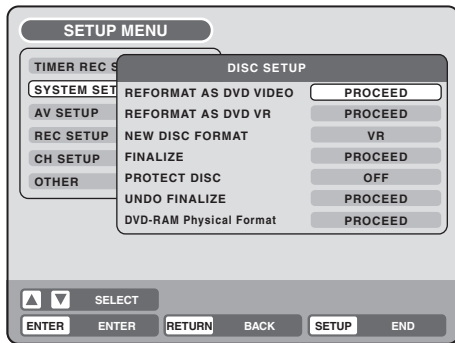 SETUP MENU
TIMER REC S
SYSTEM SET
AV SETUP
REC SETUP
CH SETUP
OTHER
DISC SETUP
REFORMAT AS DVD VIDEO PROCEED
REFORMAT AS DVD VR PROCEED
NEW DISC FORMAT VR
FINALIZE PROCEED
PROTECT DISC OFF
UNDO FINALIZE PROCEED
DVD-RAM Physical Format PROCEED
SELECT
ENTER ENTER RETURN BACK SETUP END